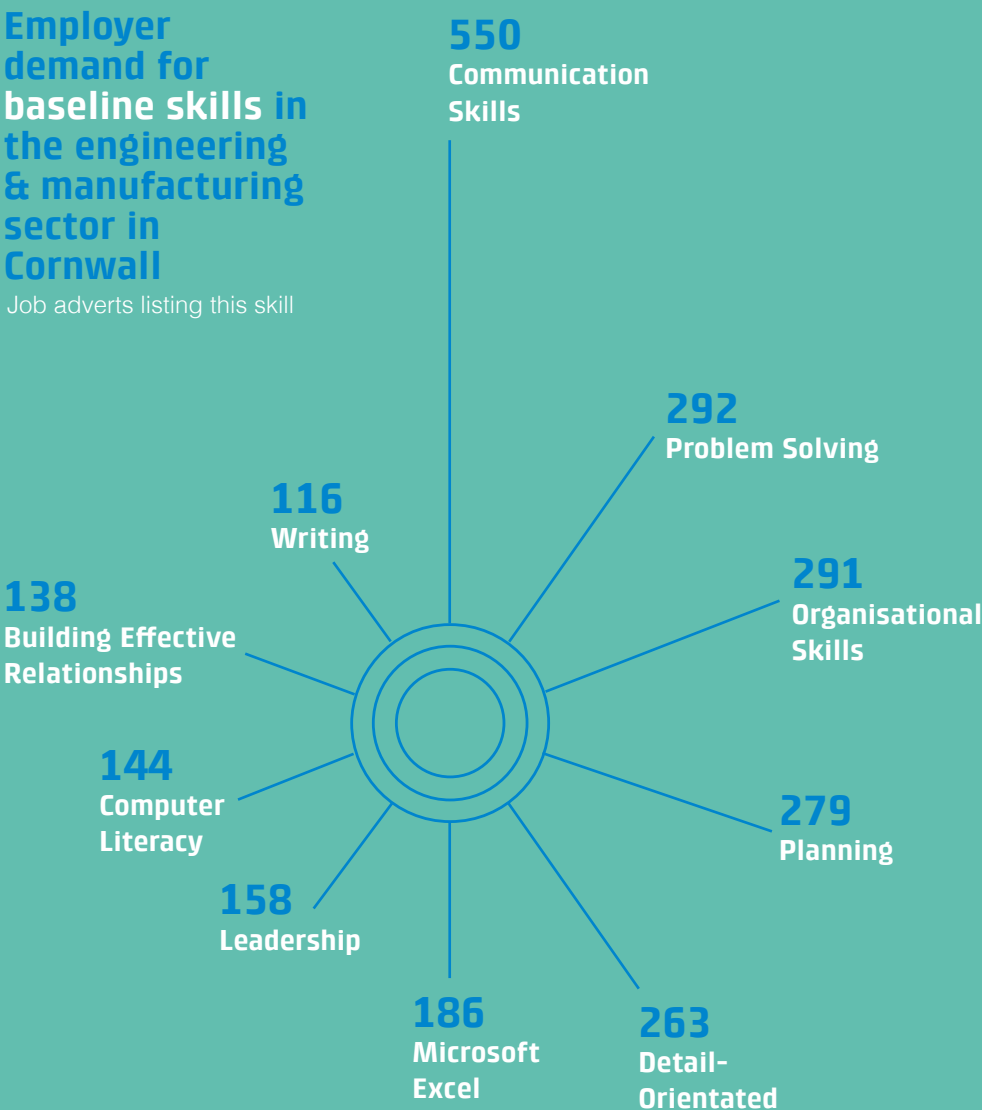 Employer
demand for
baseline skills in
the engineering
& manufacturing
sector in
Cornwall
Job adverts listing this skill
550
Communication
Skills
292
Problem Solving
291
Organisational
Skills
279
Planning
263
Detail-
Orientated
186
Microsoft
Excel
158
Leadership
144
Computer
Literacy
138
Building Effective
Relationships
116
Writing